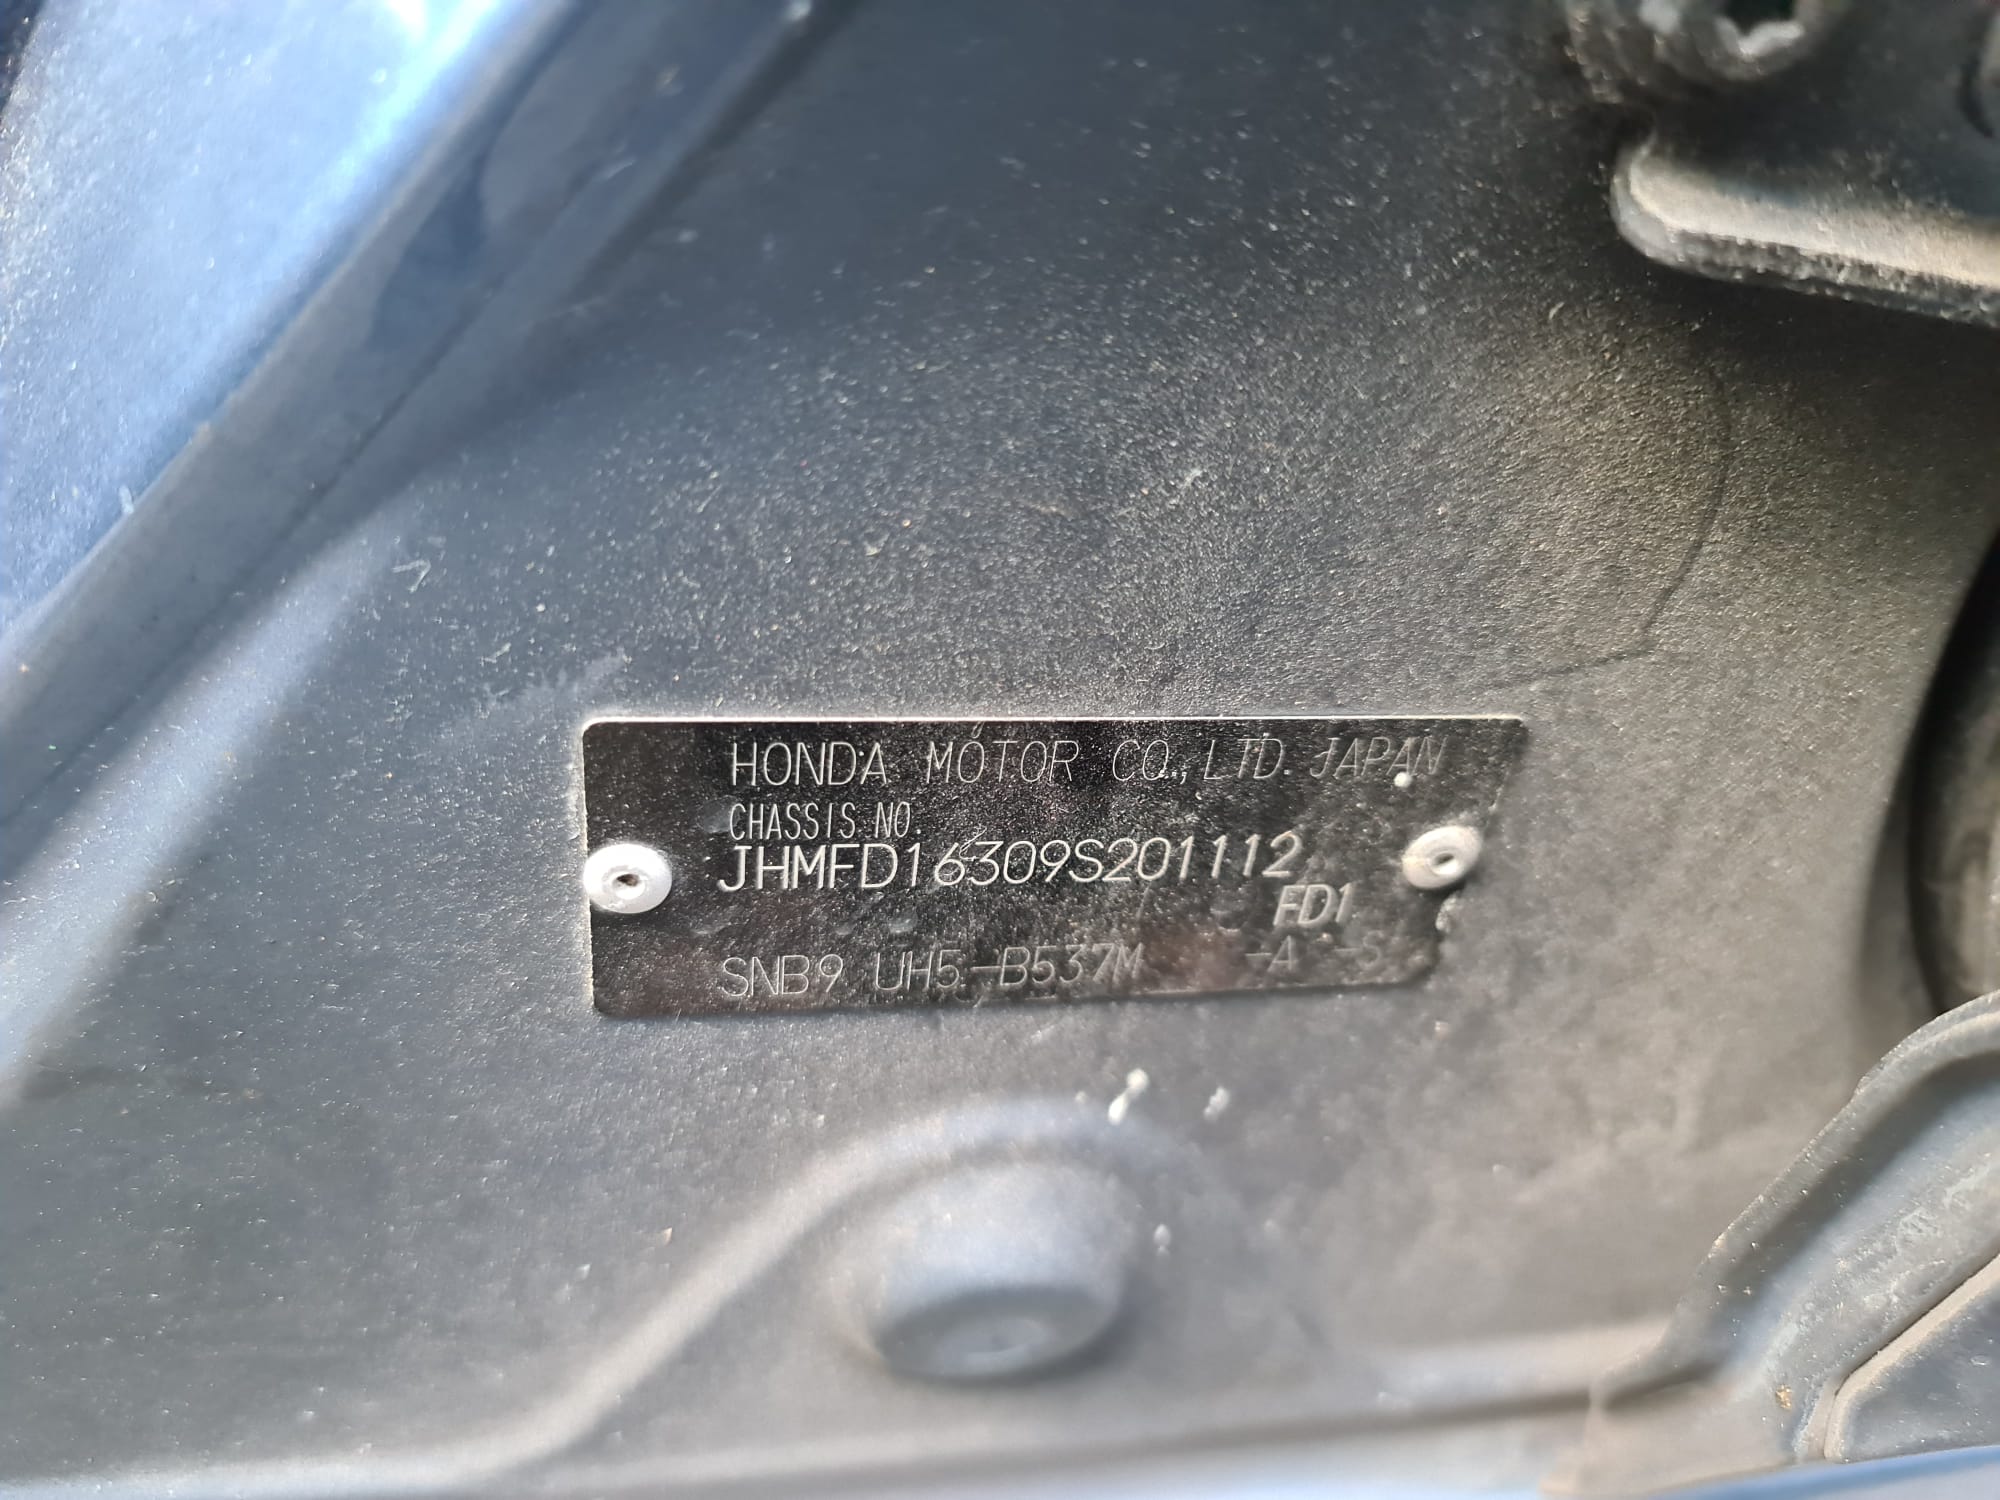 HONDA MOTOR CO., LTD. JAPAN
CHASSIS NO.
JHMFD16309S201112
FD1
SNB9 UH5-B537M -A -S